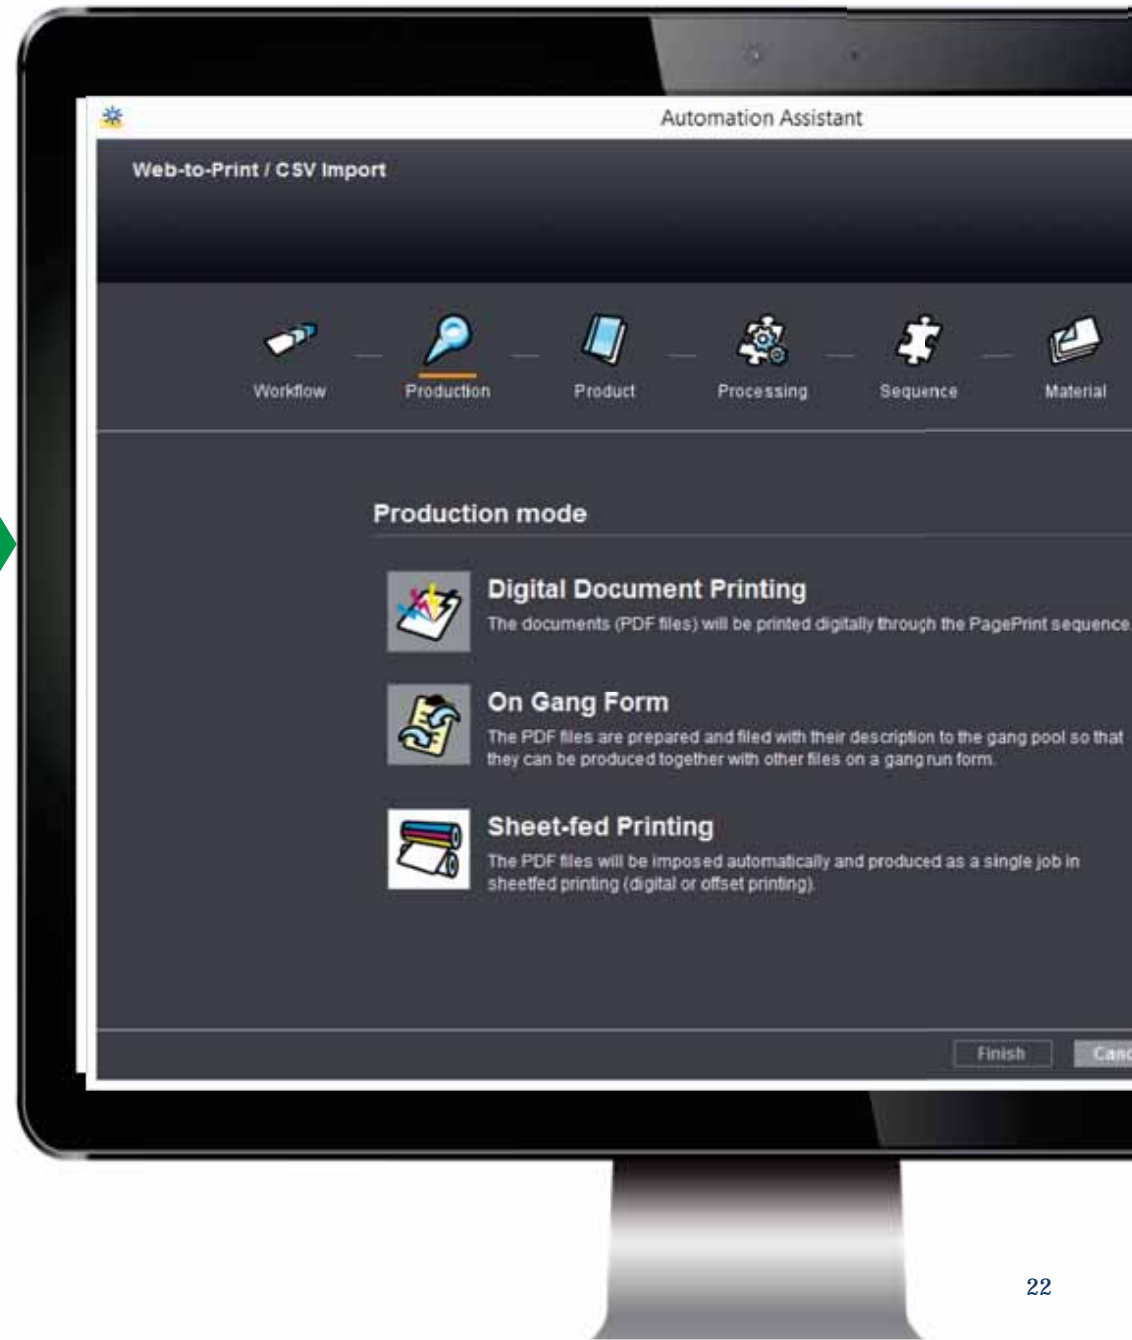 Automation Assistant
Web-to-Print / CSV Import
Workflow
Production
Product
Processing
Sequence
Material
Production mode
Digital Document Printing
The documents (PDF files) will be printed digitally through the PagePrint sequence.
On Gang Form
The PDF files are prepared and filed with their description to the gang pool so that
they can be produced together with other files on a gang run form.
Sheet-fed Printing
The PDF files will be imposed automatically and produced as a single job in
sheetfed printing (digital or offset printing).
Finish
22